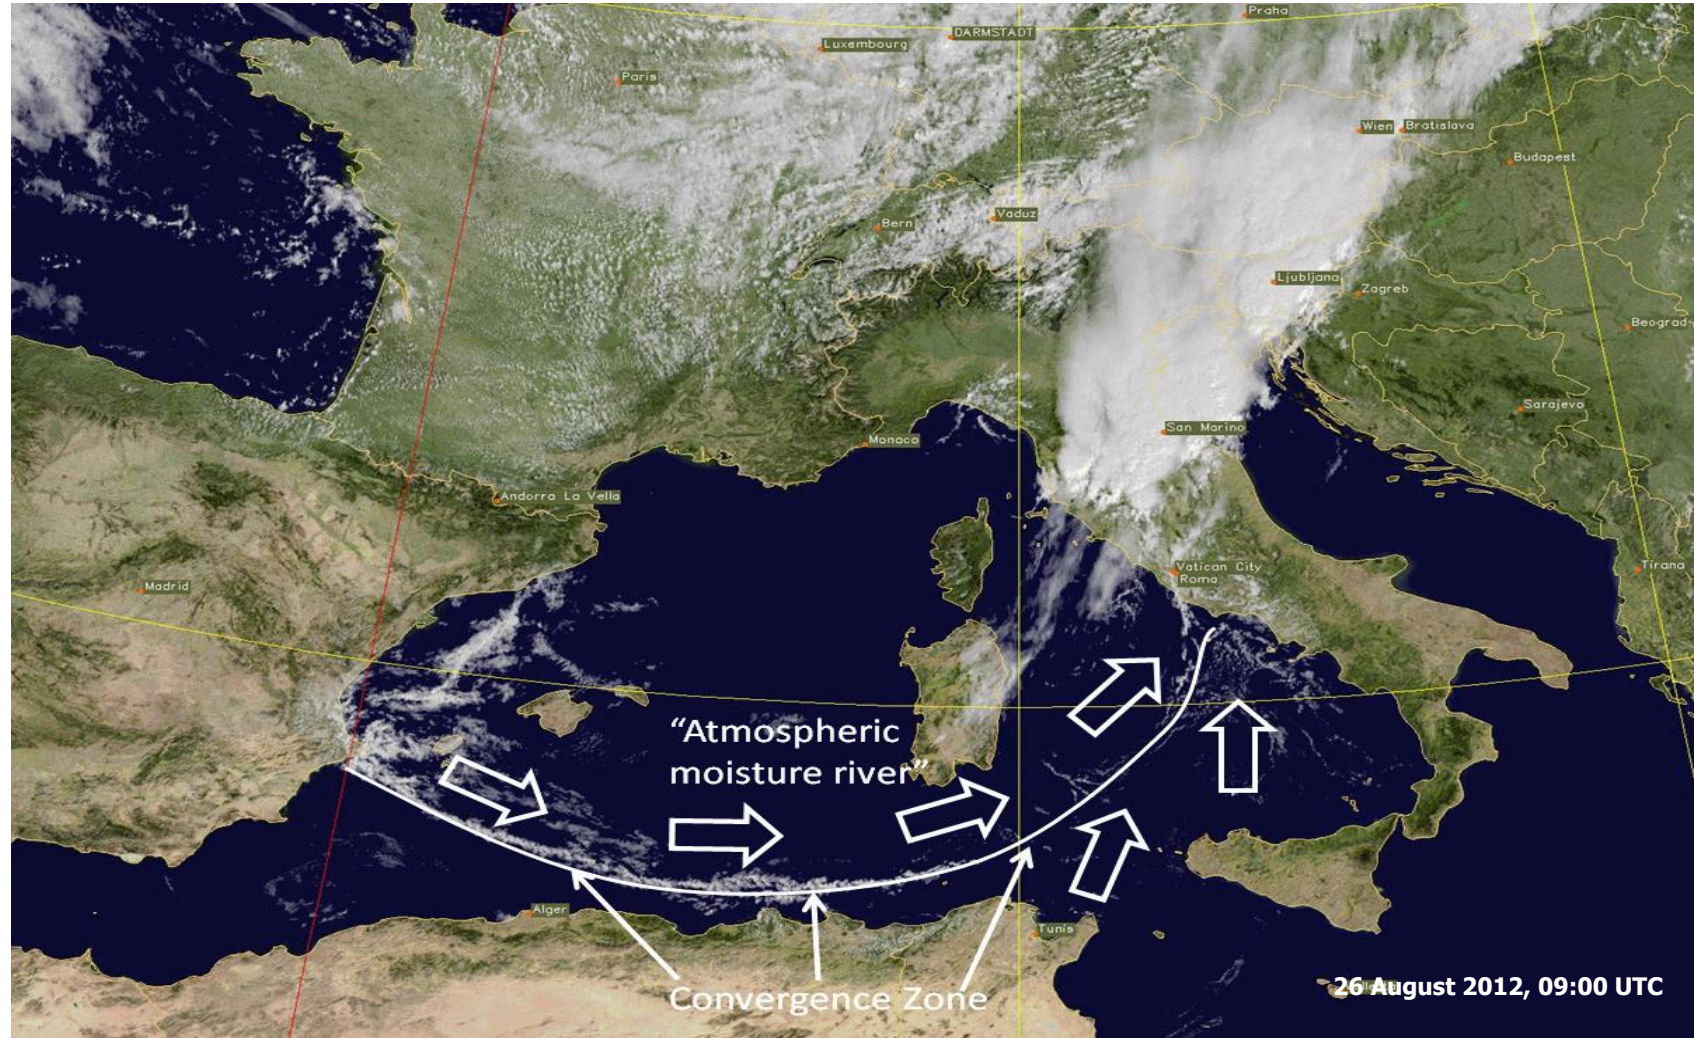 Praha
DARMSTADT
Luxembourg
Paris
Wien
Bratislava
Budapest
Bern
Vaduz
Ljubljana
Zagreb
Beograd
Sarajevo
San Marino
Monaco
Andorra La Vella
Vatican City
Roma
Tirana
Madrid
“Atmospheric
moisture river”
Alger
Tunis
Convergence Zone
26 August 2012, 09:00 UTC